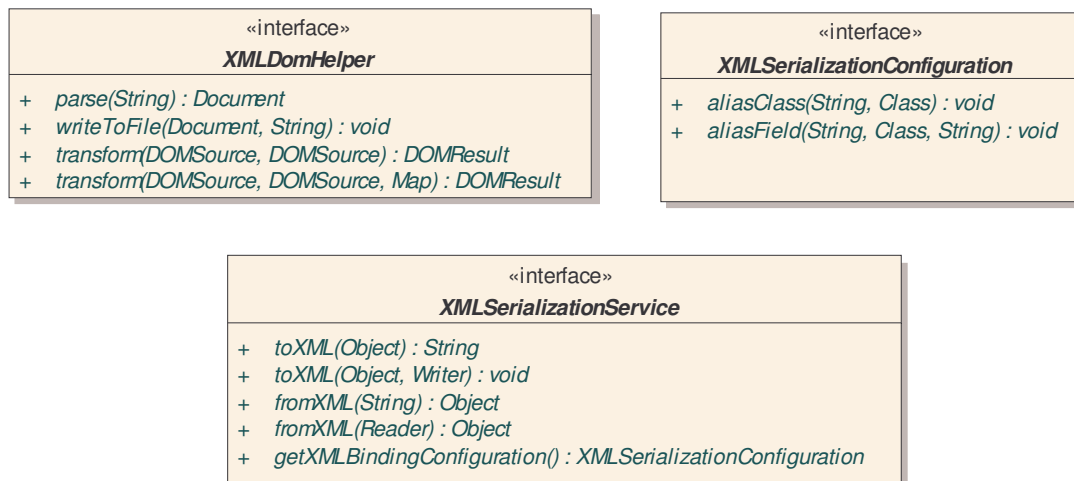 «interface»
XMLDomHelper
+ parse(String) : Document
+ writeToFile(Document, String) : void
+ transform(DOMSource, DOMSource) : DOMResult
+ transform(DOMSource, DOMSource, Map) : DOMResult
«interface»
XMLSerializationConfiguration
+ aliasClass(String, Class) : void
+ aliasField(String, Class, String) : void
«interface»
XMLSerializationService
+ toXML(Object) : String
+ toXML(Object, Writer) : void
+ fromXML(String) : Object
+ fromXML(Reader) : Object
+ getXMLBindingConfiguration() : XMLSerializationConfiguration